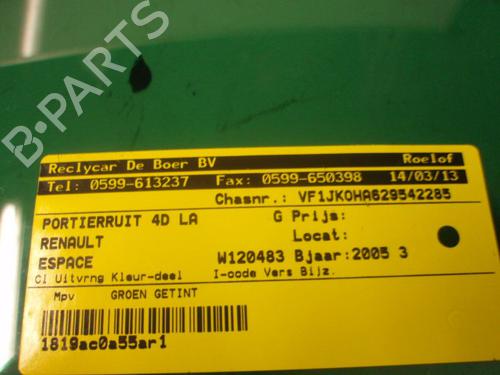 B-PARTS
Reclycar De Boer BV Roelof
Tel: 0599-613237 Fax: 0599-650398 14/03/13
Chasnr.: VF1JK0HA629542285
PORTIERRUIT 4D LA G Prijs:
RENAULT Locat:
ESPACE W120483 Bjaar:2005 3
Cl Uitvrng Kleur-deel I-code Vers Bijz.
Mpv GROEN GETINT
1819ac0a55ar1